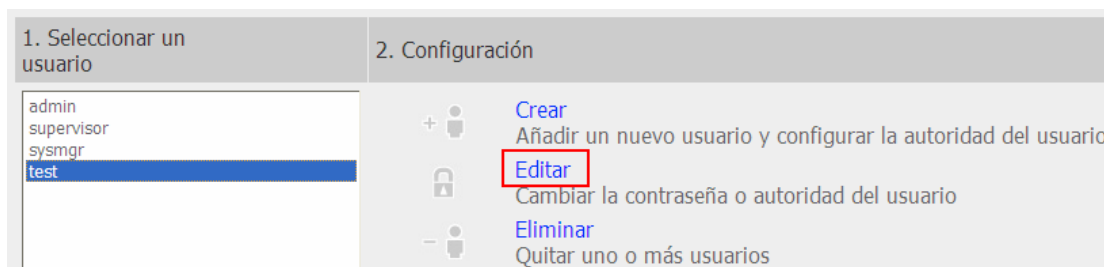 1. Seleccionar un
usuario
2. Configuración
admin
supervisor
sysmgr
test
Crear
Añadir un nuevo usuario y configurar la autoridad del usuario
Editar
Cambiar la contraseña o autoridad del usuario
Eliminar
Quitar uno o más usuarios